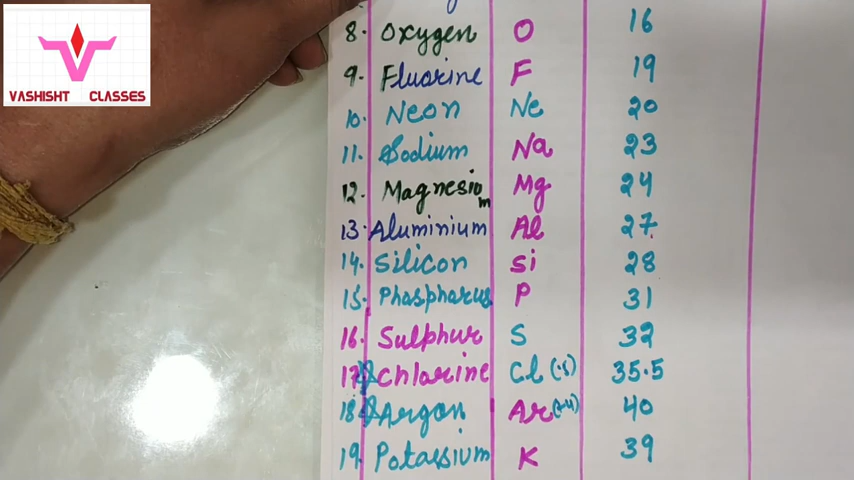 VASHISHT CLASSES
8. Oxygen O 16
9. Fluorine F 19
10. Neon Ne 20
11. Sodium Na 23
12. Magnesium Mg 24
13. Aluminium Al 27
14. Silicon Si 28
15. Phospharus P 31
16. Sulphur S 32
17. Chlorine Cl (.5) 35.5
18. Argon Ar 40
19. Potassium K 39